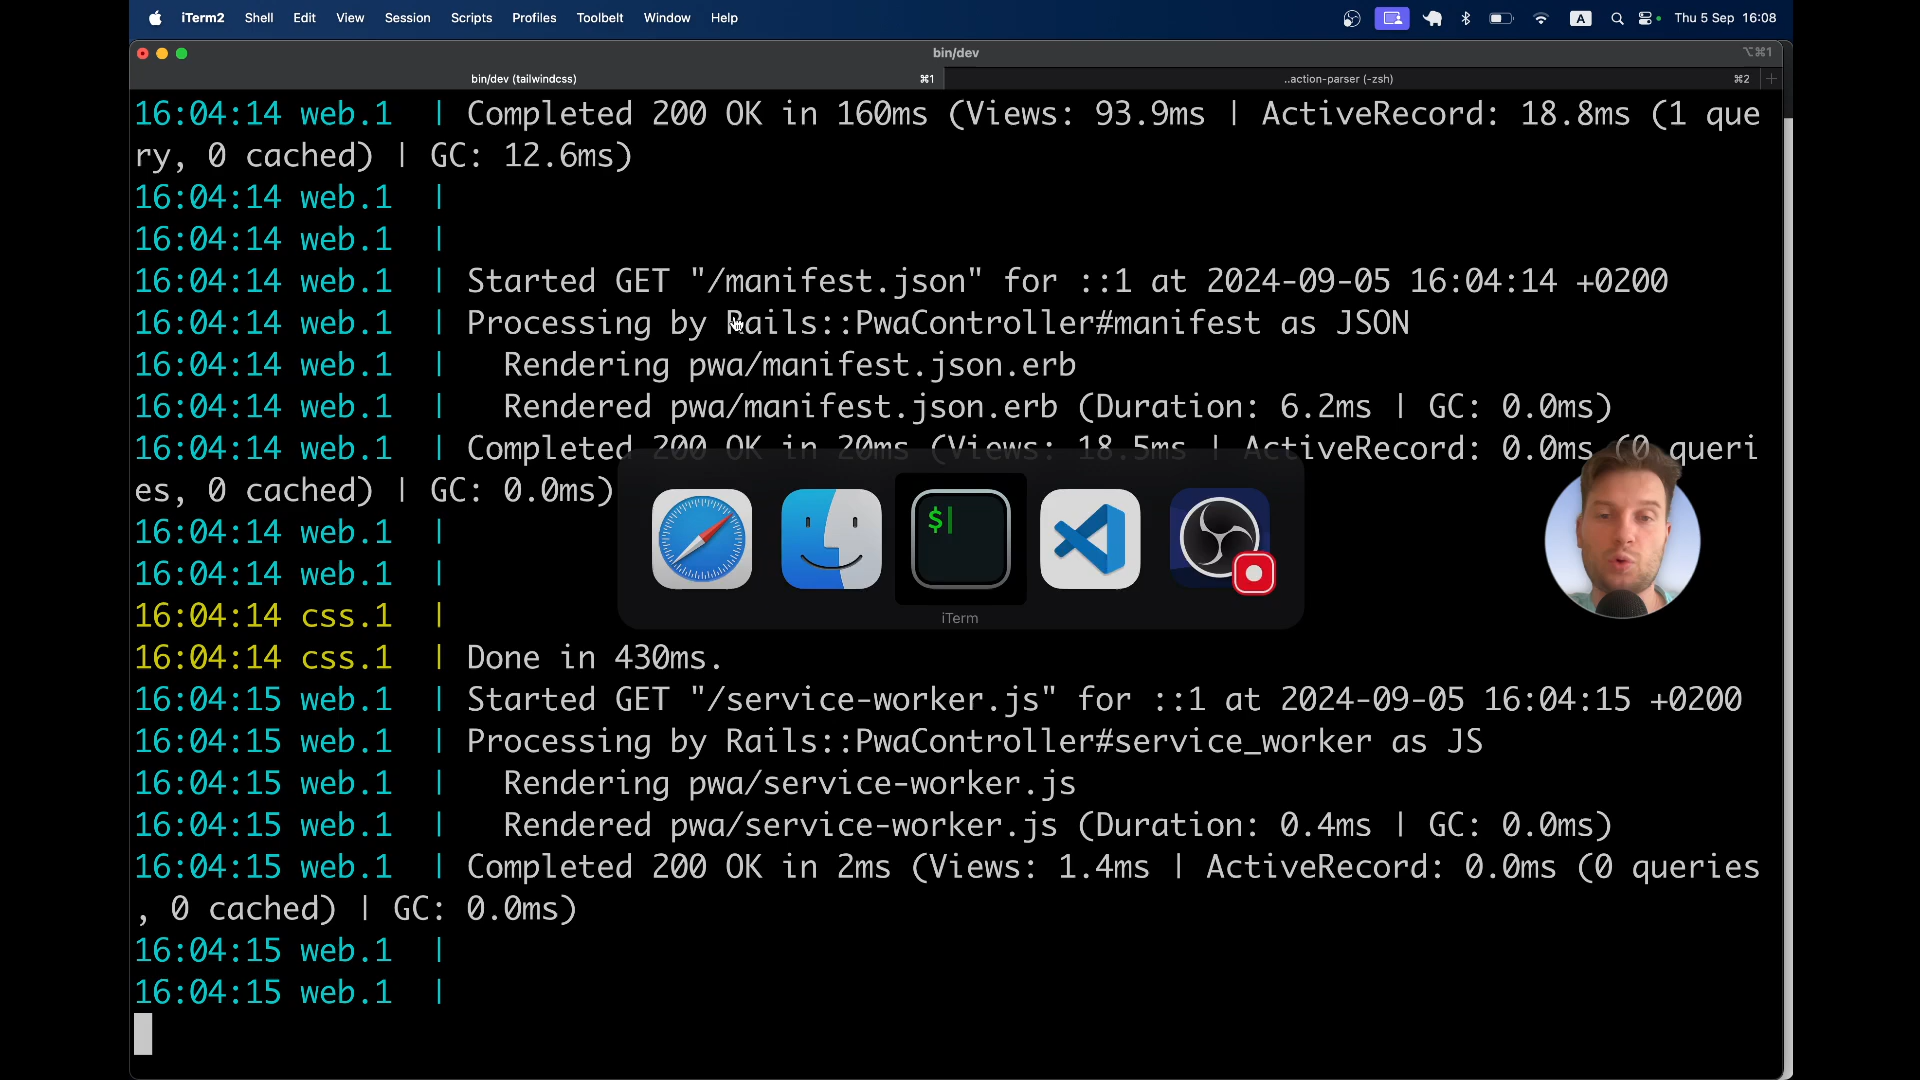 iTerm2 Shell Edit View Session Scripts Profiles Toolbelt Window Help A Thu 5 Sep 16:08
bin/dev ⌥⌘1
bin/dev (tailwindcss) ⌘1 ..action-parser (-zsh) ⌘2 +
16:04:14 web.1 | Completed 200 OK in 160ms (Views: 93.9ms | ActiveRecord: 18.8ms (1 que
ry, 0 cached) | GC: 12.6ms)
16:04:14 web.1 |
16:04:14 web.1 |
16:04:14 web.1 | Started GET "/manifest.json" for ::1 at 2024-09-05 16:04:14 +0200
16:04:14 web.1 | Processing by Rails::PwaController#manifest as JSON
16:04:14 web.1 | Rendering pwa/manifest.json.erb
16:04:14 web.1 | Rendered pwa/manifest.json.erb (Duration: 6.2ms | GC: 0.0ms)
16:04:14 web.1 | Completed 200 OK in 20ms (Views: 18.5ms | ActiveRecord: 0.0ms (0 queri
es, 0 cached) | GC: 0.0ms)
16:04:14 web.1 |
16:04:14 web.1 |
16:04:14 css.1 |
16:04:14 css.1 | Done in 430ms.
16:04:15 web.1 | Started GET "/service-worker.js" for ::1 at 2024-09-05 16:04:15 +0200
16:04:15 web.1 | Processing by Rails::PwaController#service_worker as JS
16:04:15 web.1 | Rendering pwa/service-worker.js
16:04:15 web.1 | Rendered pwa/service-worker.js (Duration: 0.4ms | GC: 0.0ms)
16:04:15 web.1 | Completed 200 OK in 2ms (Views: 1.4ms | ActiveRecord: 0.0ms (0 queries
, 0 cached) | GC: 0.0ms)
16:04:15 web.1 |
16:04:15 web.1 |
$
iTerm